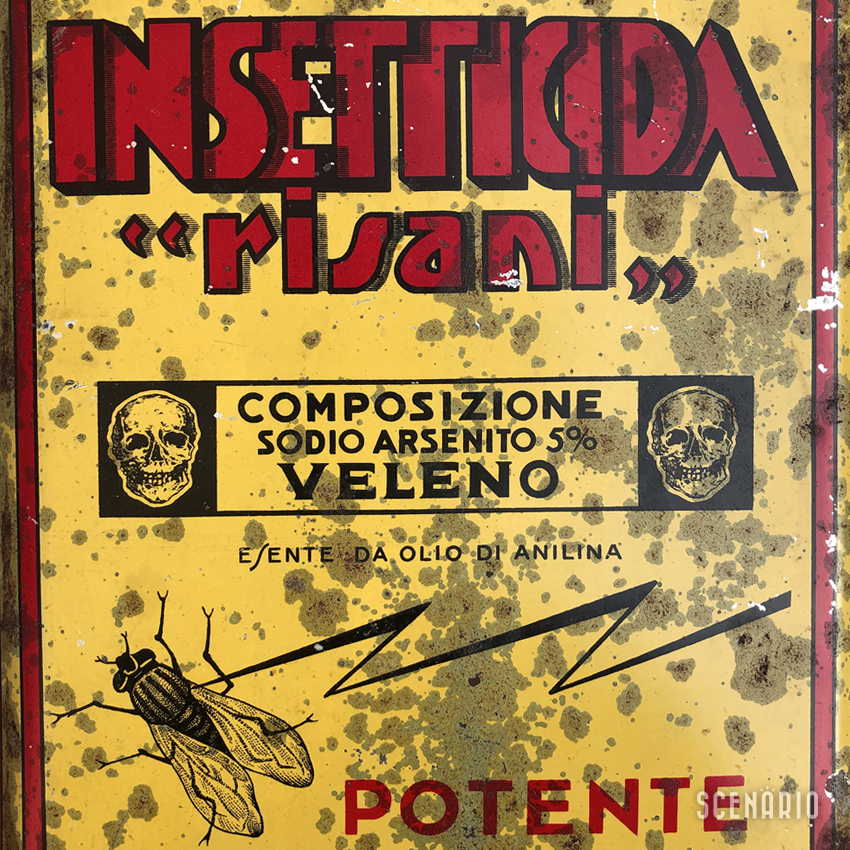 INSETTICIDA
“risani„
COMPOSIZIONE
SODIO ARSENITO 5%
VELENO
ESENTE DA OLIO DI ANILINA
POTENTE
SCENARIO